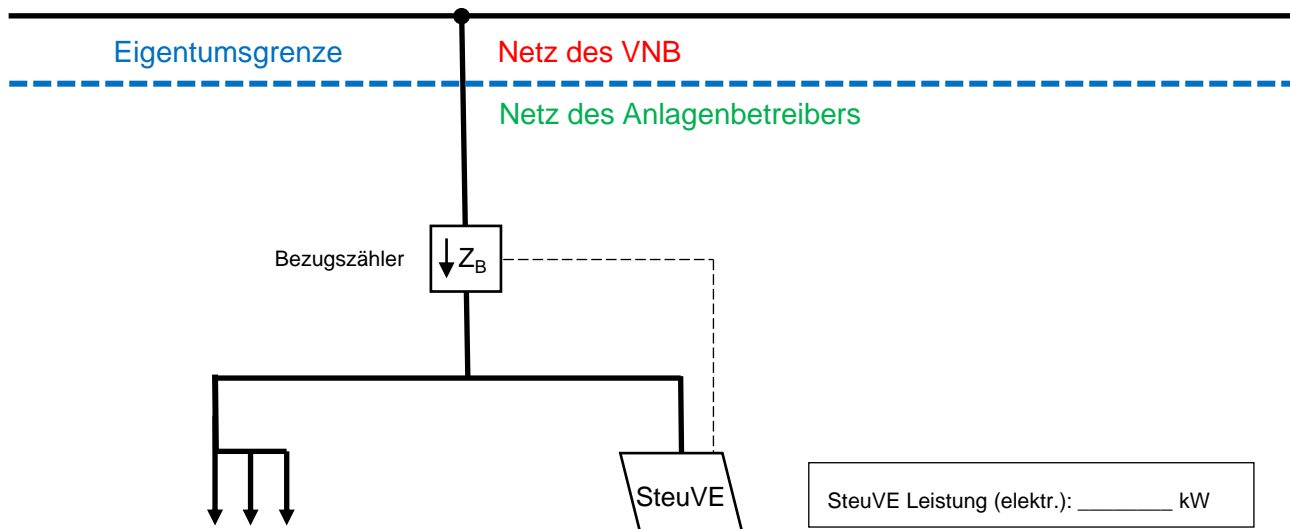 Eigentumsgrenze Netz des VNB
Netz des Anlagenbetreibers
Bezugszähler Z_B
SteuVE
SteuVE Leistung (elektr.): ________ kW